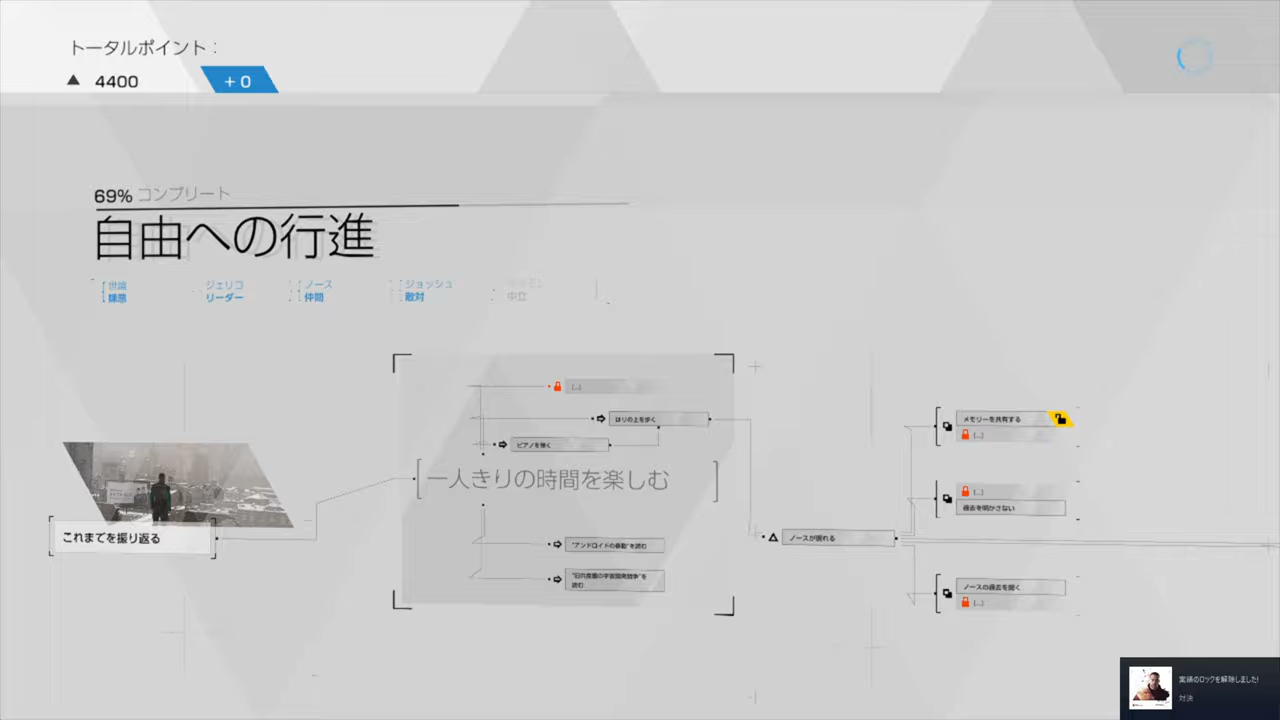 トータルポイント :
▲ 4400
+ 0
69% コンプリート
自由への行進
世論
嫌悪
ジェリコ
リーダー
ノース
仲間
ジョッシュ
敵対
中立
[...]
はりの上を歩く
ピアノを弾く
一人きりの時間を楽しむ
"アンドロイドの暴動"を読む
読む
これまでを振り返る
ノースが現れる
メモリーを共有する
[...]
[...]
過去を明かさない
ノースの過去を聞く
[...]
実績のロックを解除しました!
対決